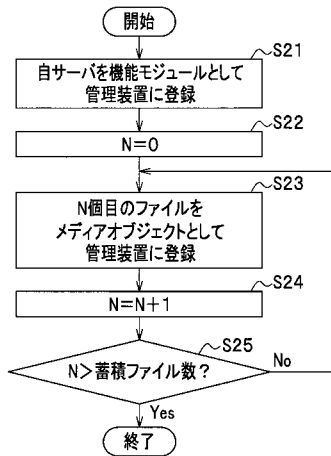 開始
S21
自サーバを機能モジュールとして
管理装置に登録
S22
N=0
S23
N個目のファイルを
メディアオブジェクトとして
管理装置に登録
S24
N=N+1
S25
N>蓄積ファイル数?
No
Yes
終了